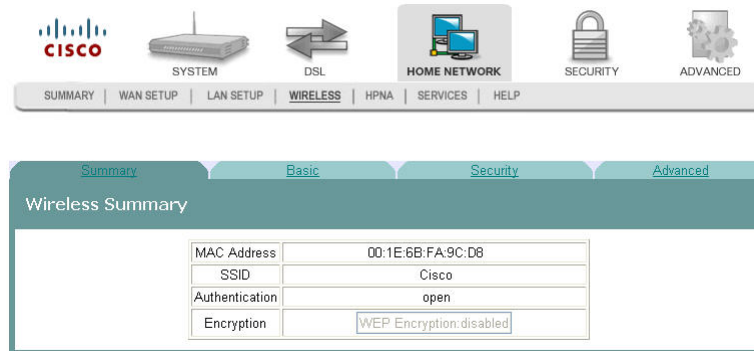 CISCO
SYSTEM
DSL
HOME NETWORK
SECURITY
ADVANCED
SUMMARY | WAN SETUP | LAN SETUP | WIRELESS | HPNA | SERVICES | HELP
Summary Basic Security Advanced
Wireless Summary
MAC Address 00:1E:6B:FA:9C:D8
SSID Cisco
Authentication open
Encryption WEP Encryption:disabled